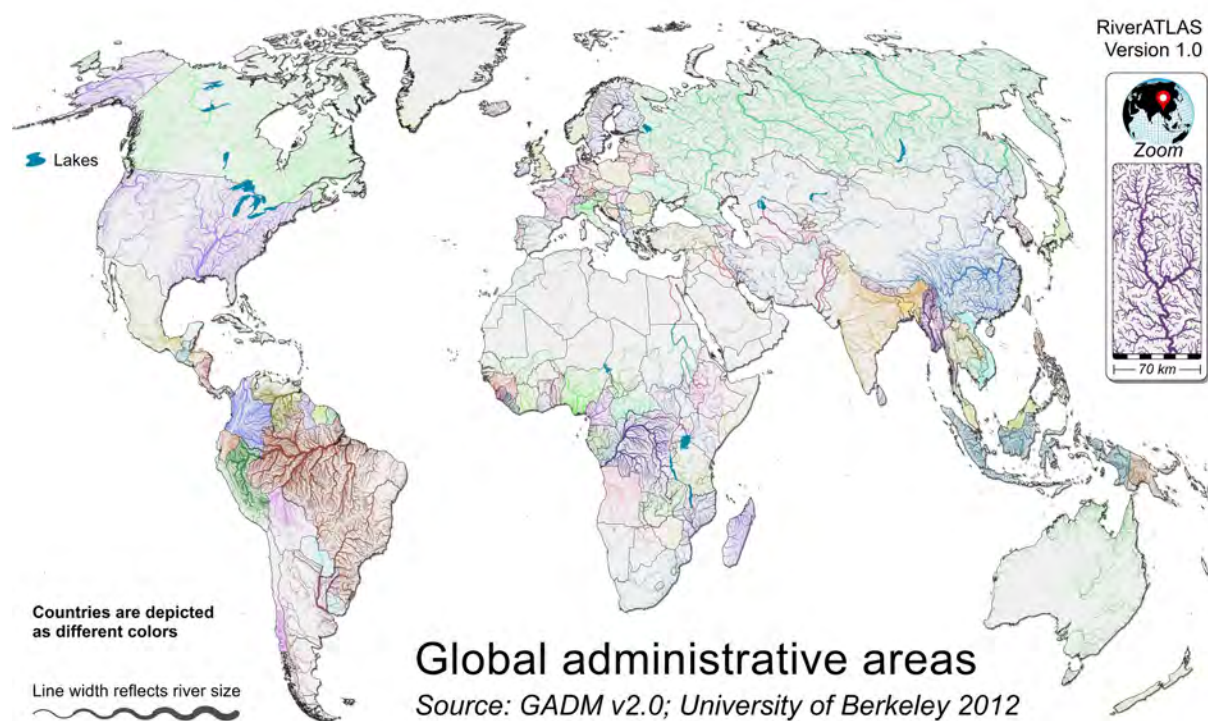 RiverATLAS
Version 1.0
Zoom
70 km
Lakes
Countries are depicted
as different colors
Line width reflects river size
Global administrative areas
Source: GADM v2.0; University of Berkeley 2012